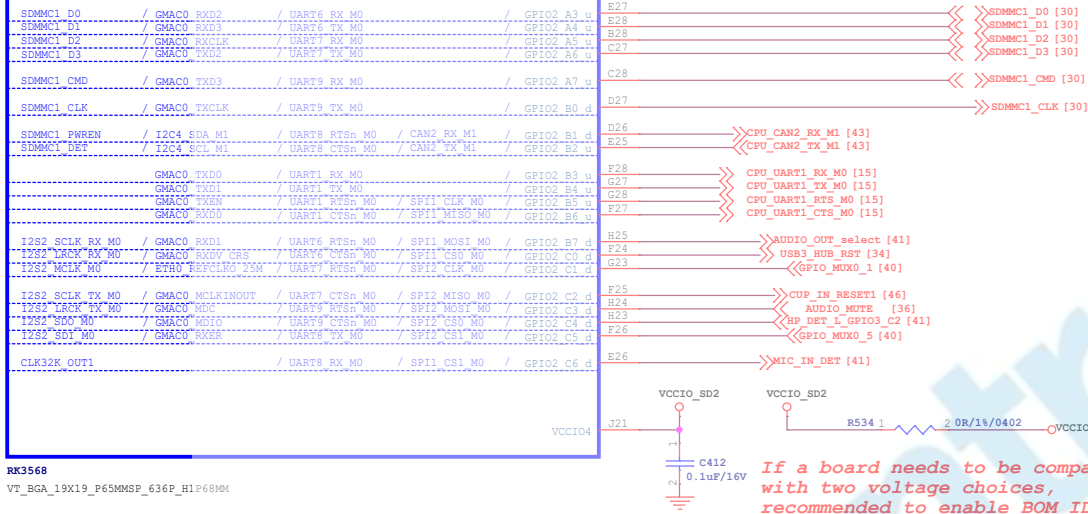 SDMMC1_D0 / GMAC0_RXD2 / UART6_RX_M0 / GPIO2_A3_u E27 SDMMC1_D0 [30]
SDMMC1_D1 / GMAC0_RXD3 / UART6_TX_M0 / GPIO2_A4_u E28 SDMMC1_D1 [30]
SDMMC1_D2 / GMAC0_RXCLK / UART7_RX_M0 / GPIO2_A5_u B28 SDMMC1_D2 [30]
SDMMC1_D3 / GMAC0_TXD2 / UART7_TX_M0 / GPIO2_A6_u C27 SDMMC1_D3 [30]
SDMMC1_CMD / GMAC0_TXD3 / UART9_RX_M0 / GPIO2_A7_u C28 SDMMC1_CMD [30]
SDMMC1_CLK / GMAC0_TXCLK / UART9_TX_M0 / GPIO2_B0_d D27 SDMMC1_CLK [30]
SDMMC1_PWREN / I2C4_SDA_M1 / UART8_RTSn_M0 / CAN2_RX_M1 / GPIO2_B1_d D26 CPU_CAN2_RX_M1 [43]
SDMMC1_DET / I2C4_SCL_M1 / UART8_CTSn_M0 / CAN2_TX_M1 / GPIO2_B2_u E25 CPU_CAN2_TX_M1 [43]
GMAC0_TXD0 / UART1_RX_M0 / GPIO2_B3_u F28 CPU_UART1_RX_M0 [15]
GMAC0_TXD1 / UART1_TX_M0 / GPIO2_B4_u G27 CPU_UART1_TX_M0 [15]
GMAC0_TXEN / UART1_RTSn_M0 / SPI1_CLK_M0 / GPIO2_B5_u G28 CPU_UART1_RTS_M0 [15]
GMAC0_RXD0 / UART1_CTSn_M0 / SPI1_MISO_M0 / GPIO2_B6_u F27 CPU_UART1_CTS_M0 [15]
I2S2_SCLK_RX_M0 / GMAC0_RXD1 / UART6_RTSn_M0 / SPI1_MOSI_M0 / GPIO2_B7_d H25 AUDIO_OUT_select [41]
I2S2_LRCK_RX_M0 / GMAC0_RXDV_CRS / UART6_CTSn_M0 / SPI1_CS0_M0 / GPIO2_C0_d F24 USB3_HUB_RST [34]
I2S2_MCLK_M0 / ETH0_REFCLKO_25M / UART7_RTSn_M0 / SPI2_CLK_M0 / GPIO2_C1_d G23 GPIO_MUX0_1 [40]
I2S2_SCLK_TX_M0 / GMAC0_MCLKINOUT / UART7_CTSn_M0 / SPI2_MISO_M0 / GPIO2_C2_d F25 CUP_IN_RESET1 [46]
I2S2_LRCK_TX_M0 / GMAC0_MDC / UART9_RTSn_M0 / SPI2_MOSI_M0 / GPIO2_C3_d H24 AUDIO_MUTE [36]
I2S2_SDO_M0 / GMAC0_MDIO / UART9_CTSn_M0 / SPI2_CS0_M0 / GPIO2_C4_d H23 HP_DET_L_GPIO3_C2 [41]
I2S2_SDI_M0 / GMAC0_RXER / UART8_TX_M0 / SPI2_CS1_M0 / GPIO2_C5_d F26 GPIO_MUX0_5 [40]
CLK32K_OUT1 / UART8_RX_M0 / SPI1_CS1_M0 / GPIO2_C6_d E26 MIC_IN_DET [41]
VCCIO_SD2 VCCIO_SD2
VCCIO4 J21 R534 1 2 0R/1%/0402 VCCIO
1
C412
0.1uF/16V
2
RK3568
VT_BGA_19X19_P65MMSP_636P_H1P68MM
If a board needs to be compa
with two voltage choices,
recommended to enable BOM ID